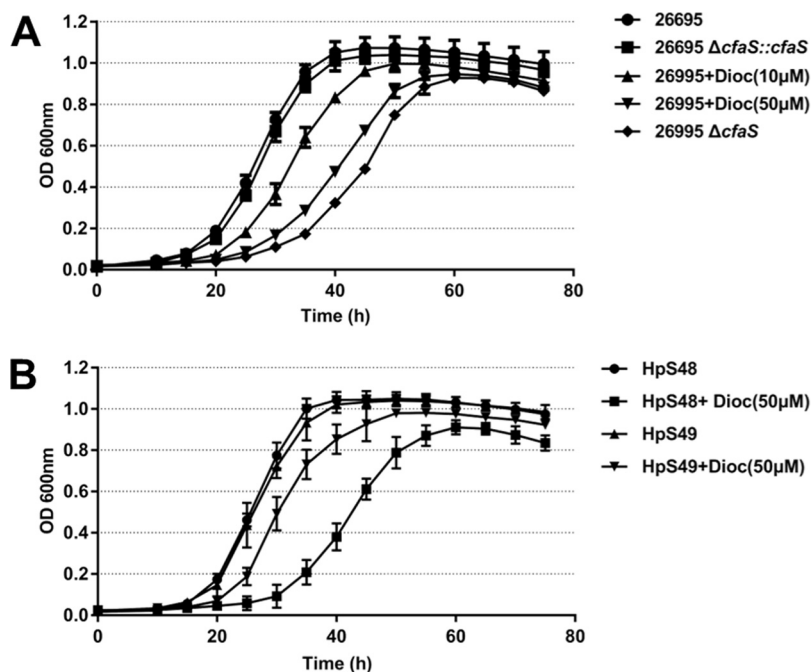 A
1.2
1.0
0.8
0.6
0.4
0.2
0.0
OD 600nm
0 20 40 60 80
Time (h)
26695
26695 ΔcfaS::cfaS
26995+Dioc(10μM)
26995+Dioc(50μM)
26995 ΔcfaS
B
1.2
1.0
0.8
0.6
0.4
0.2
0.0
OD 600nm
0 20 40 60 80
Time (h)
HpS48
HpS48+ Dioc(50μM)
HpS49
HpS49+Dioc(50μM)